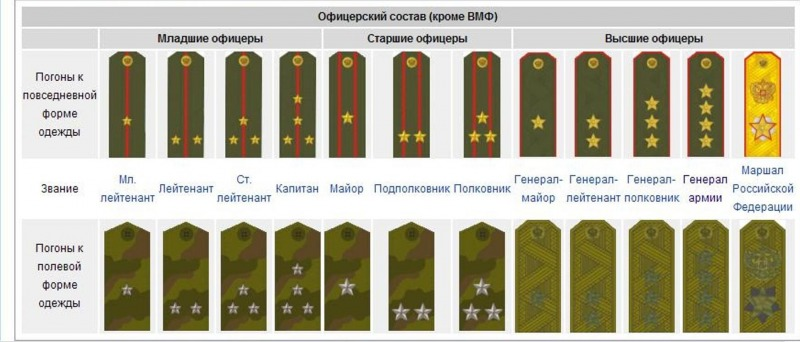 Офицерский состав (кроме ВМФ)
Младшие офицеры
Старшие офицеры
Высшие офицеры
Погоны к
повседневной
форме
одежды
Звание
Мл.
лейтенант
Лейтенант
Ст.
лейтенант
Капитан
Майор
Подполковник
Полковник
Генерал-
майор
Генерал-
лейтенант
Генерал-
полковник
Генерал
армии
Маршал
Российской
Федерации
Погоны к
полевой
форме
одежды